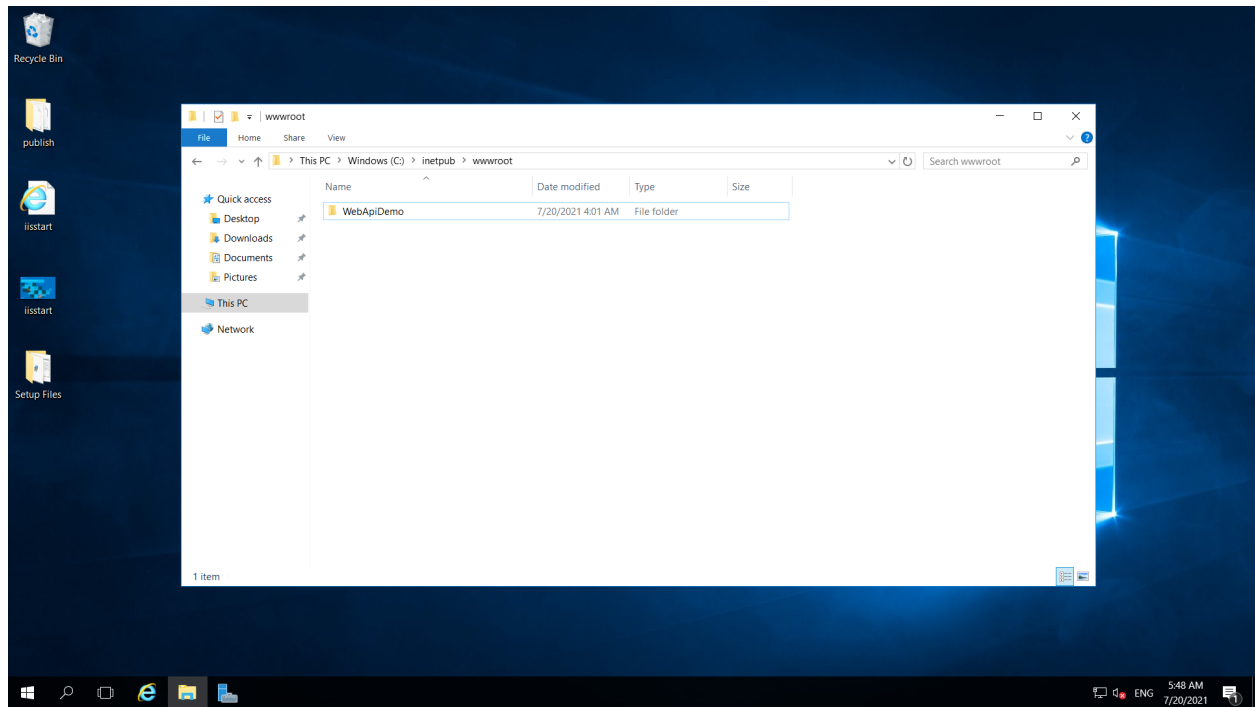 Recycle Bin
publish
iisstart
iisstart
Setup Files
wwwroot
File Home Share View
This PC > Windows (C:) > inetpub > wwwroot
Search wwwroot
Quick access
Desktop
Downloads
Documents
Pictures
This PC
Network
Name Date modified Type Size
WebApiDemo 7/20/2021 4:01 AM File folder
1 item
ENG
5:48 AM
7/20/2021
1